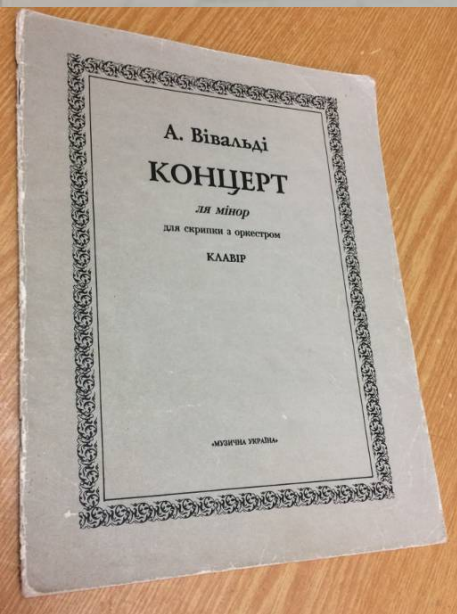 А. Вівальді
КОНЦЕРТ
ля мінор
для скрипки з оркестром
КЛАВІР
«МУЗИЧНА УКРАЇНА»